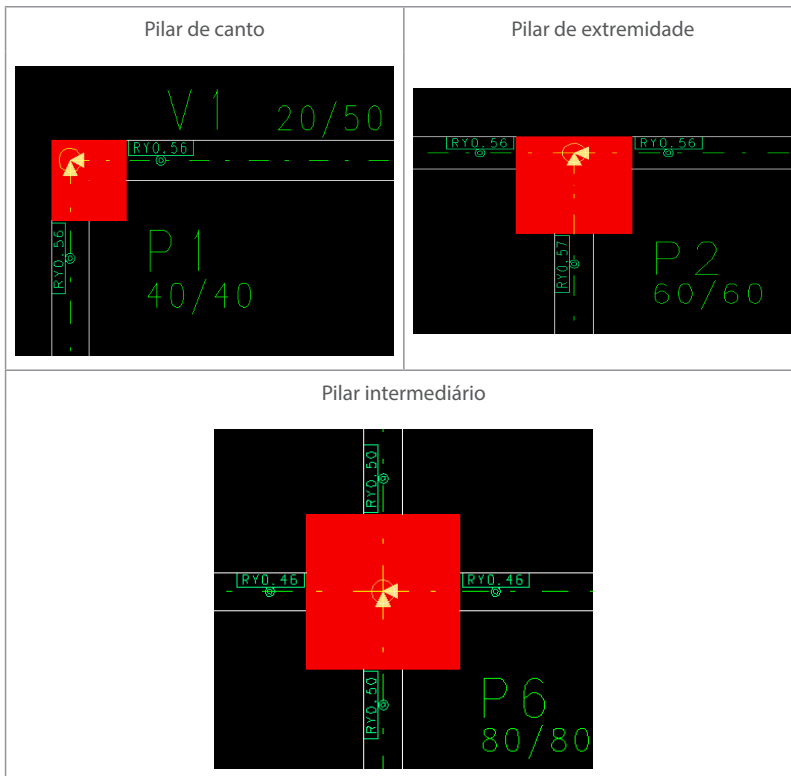 Pilar de canto
V1 20/50
RY0.56
RY0.56
P1
40/40
Pilar de extremidade
RY0.56 RY0.56
RY0.57
P2
60/60
Pilar intermediário
RY0.50
RY0.46 RY0.46
RY0.50
P6
80/80